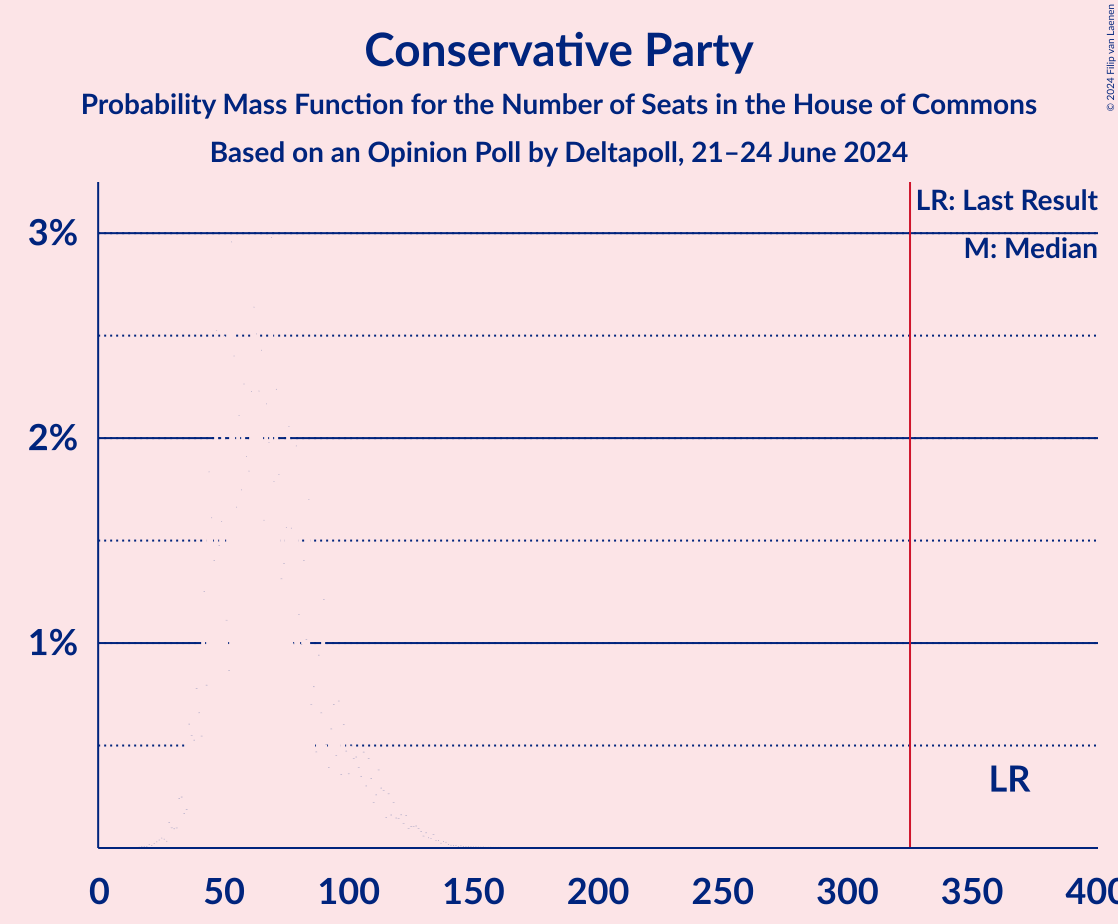 Conservative Party
Probability Mass Function for the Number of Seats in the House of Commons
Based on an Opinion Poll by Deltapoll, 21–24 June 2024
© 2024 Filip van Laenen
LR: Last Result
M: Median
3%
2%
1%
LR
0 50 100 150 200 250 300 350 400